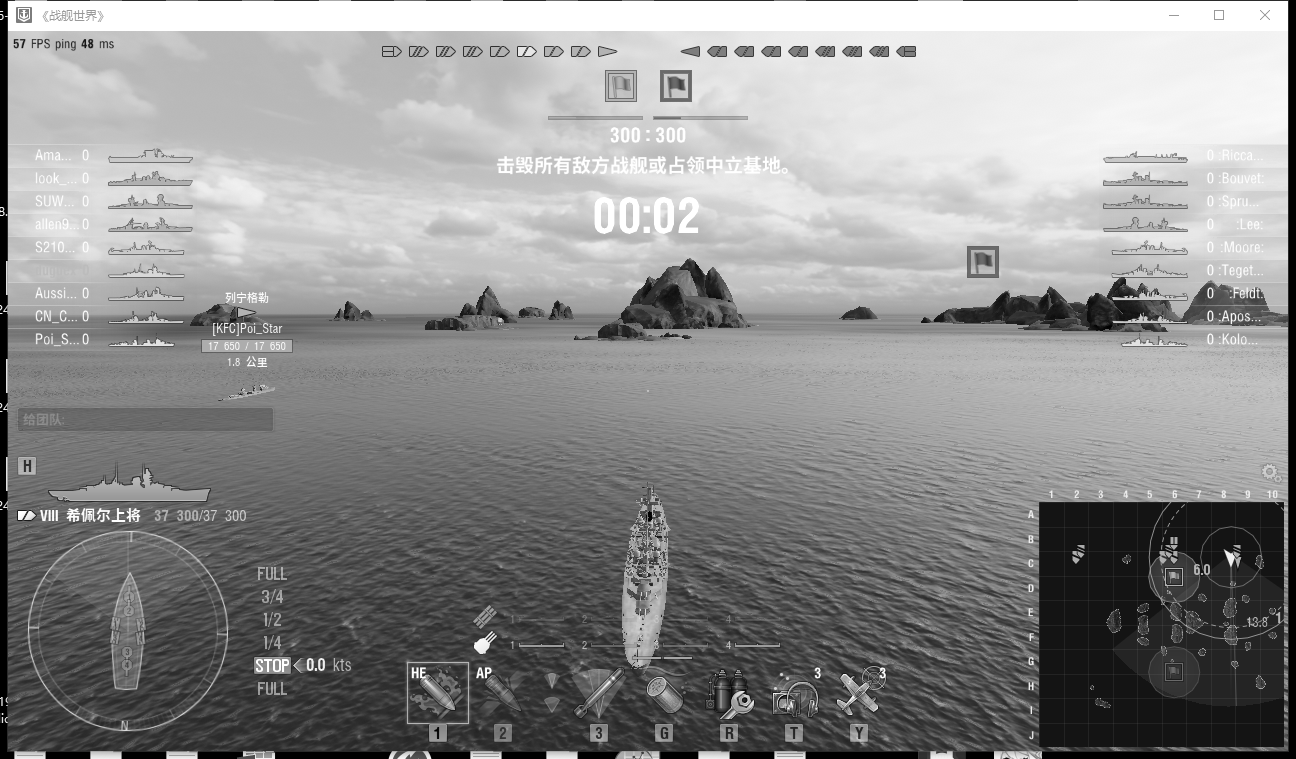 《战舰世界》
57 FPS ping 48 ms
300 : 300
击毁所有敌方战舰或占领中立基地。
00:02
Ama... 0
look_... 0
SUW... 0
alfen9... 0
S210... 0
Aussi... 0
CN_C... 0
Poi_S... 0
0 :Ricca...
0 :Bouvet:
0 :Spru...
0 :Lee:
0 :Moore:
0 :Teget...
0 :Feldt:
0 :Apos...
0 :Kolo...
列宁格勒
[KFC]Poi_Star
17 650 / 17 650
1.8 公里
给团队:
H
VIII 希佩尔上将 37 300/37 300
FULL
3/4
1/2
1/4
STOP 0.0 kts
FULL
N
1 2 4
HE AP 3 3
1 2 3 G R T Y
1 2 3 4 5 6 7 8 9 10
A
B
C
D
E
F
G
H
I
J
6.0
13.8